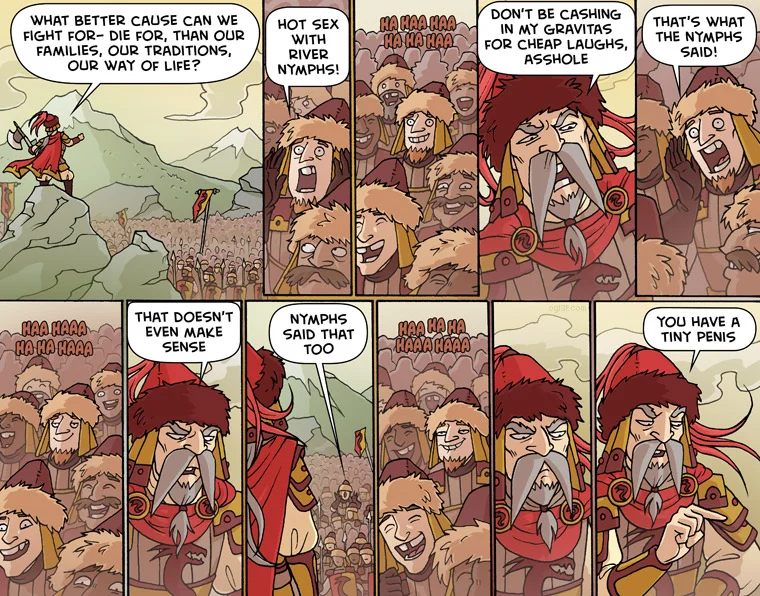 WHAT BETTER CAUSE CAN WE
FIGHT FOR- DIE FOR, THAN OUR
FAMILIES, OUR TRADITIONS,
OUR WAY OF LIFE?
HOT SEX
WITH
RIVER
NYMPHS!
HA HAA HAA
HA HA HAA
DON'T BE CASHING
IN MY GRAVITAS
FOR CHEAP LAUGHS,
ASSHOLE
THAT'S WHAT
THE NYMPHS
SAID!
HAA HAAA
HA HA HAAA
THAT DOESN'T
EVEN MAKE
SENSE
NYMPHS
SAID THAT
TOO
HAA HA HA
HAAA HAAA
oglaf.com
YOU HAVE A
TINY PENIS